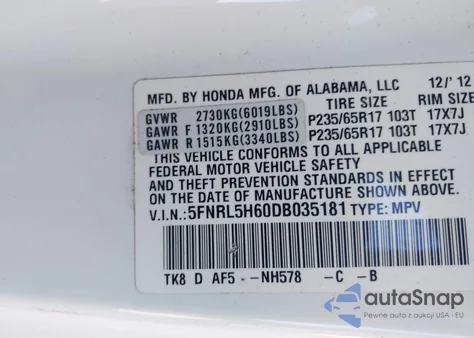 MFD. BY HONDA MFG. OF ALABAMA, LLC 12/'12
TIRE SIZE RIM SIZE
GVWR 2730KG(6019LBS)
GAWR F 1320KG(2910LBS) P235/65R17 103T 17X7J
GAWR R 1515KG(3340LBS) P235/65R17 103T 17X7J
THIS VEHICLE CONFORMS TO ALL APPLICABLE
FEDERAL MOTOR VEHICLE SAFETY
AND THEFT PREVENTION STANDARDS IN EFFECT
ON THE DATE OF MANUFACTURE SHOWN ABOVE.
V.I.N: 5FNRL5H60DB035181 TYPE: MPV
TK8 D AF5 --NH578 -C -B
autoSnap
Pewne auta z aukcji USA i EU